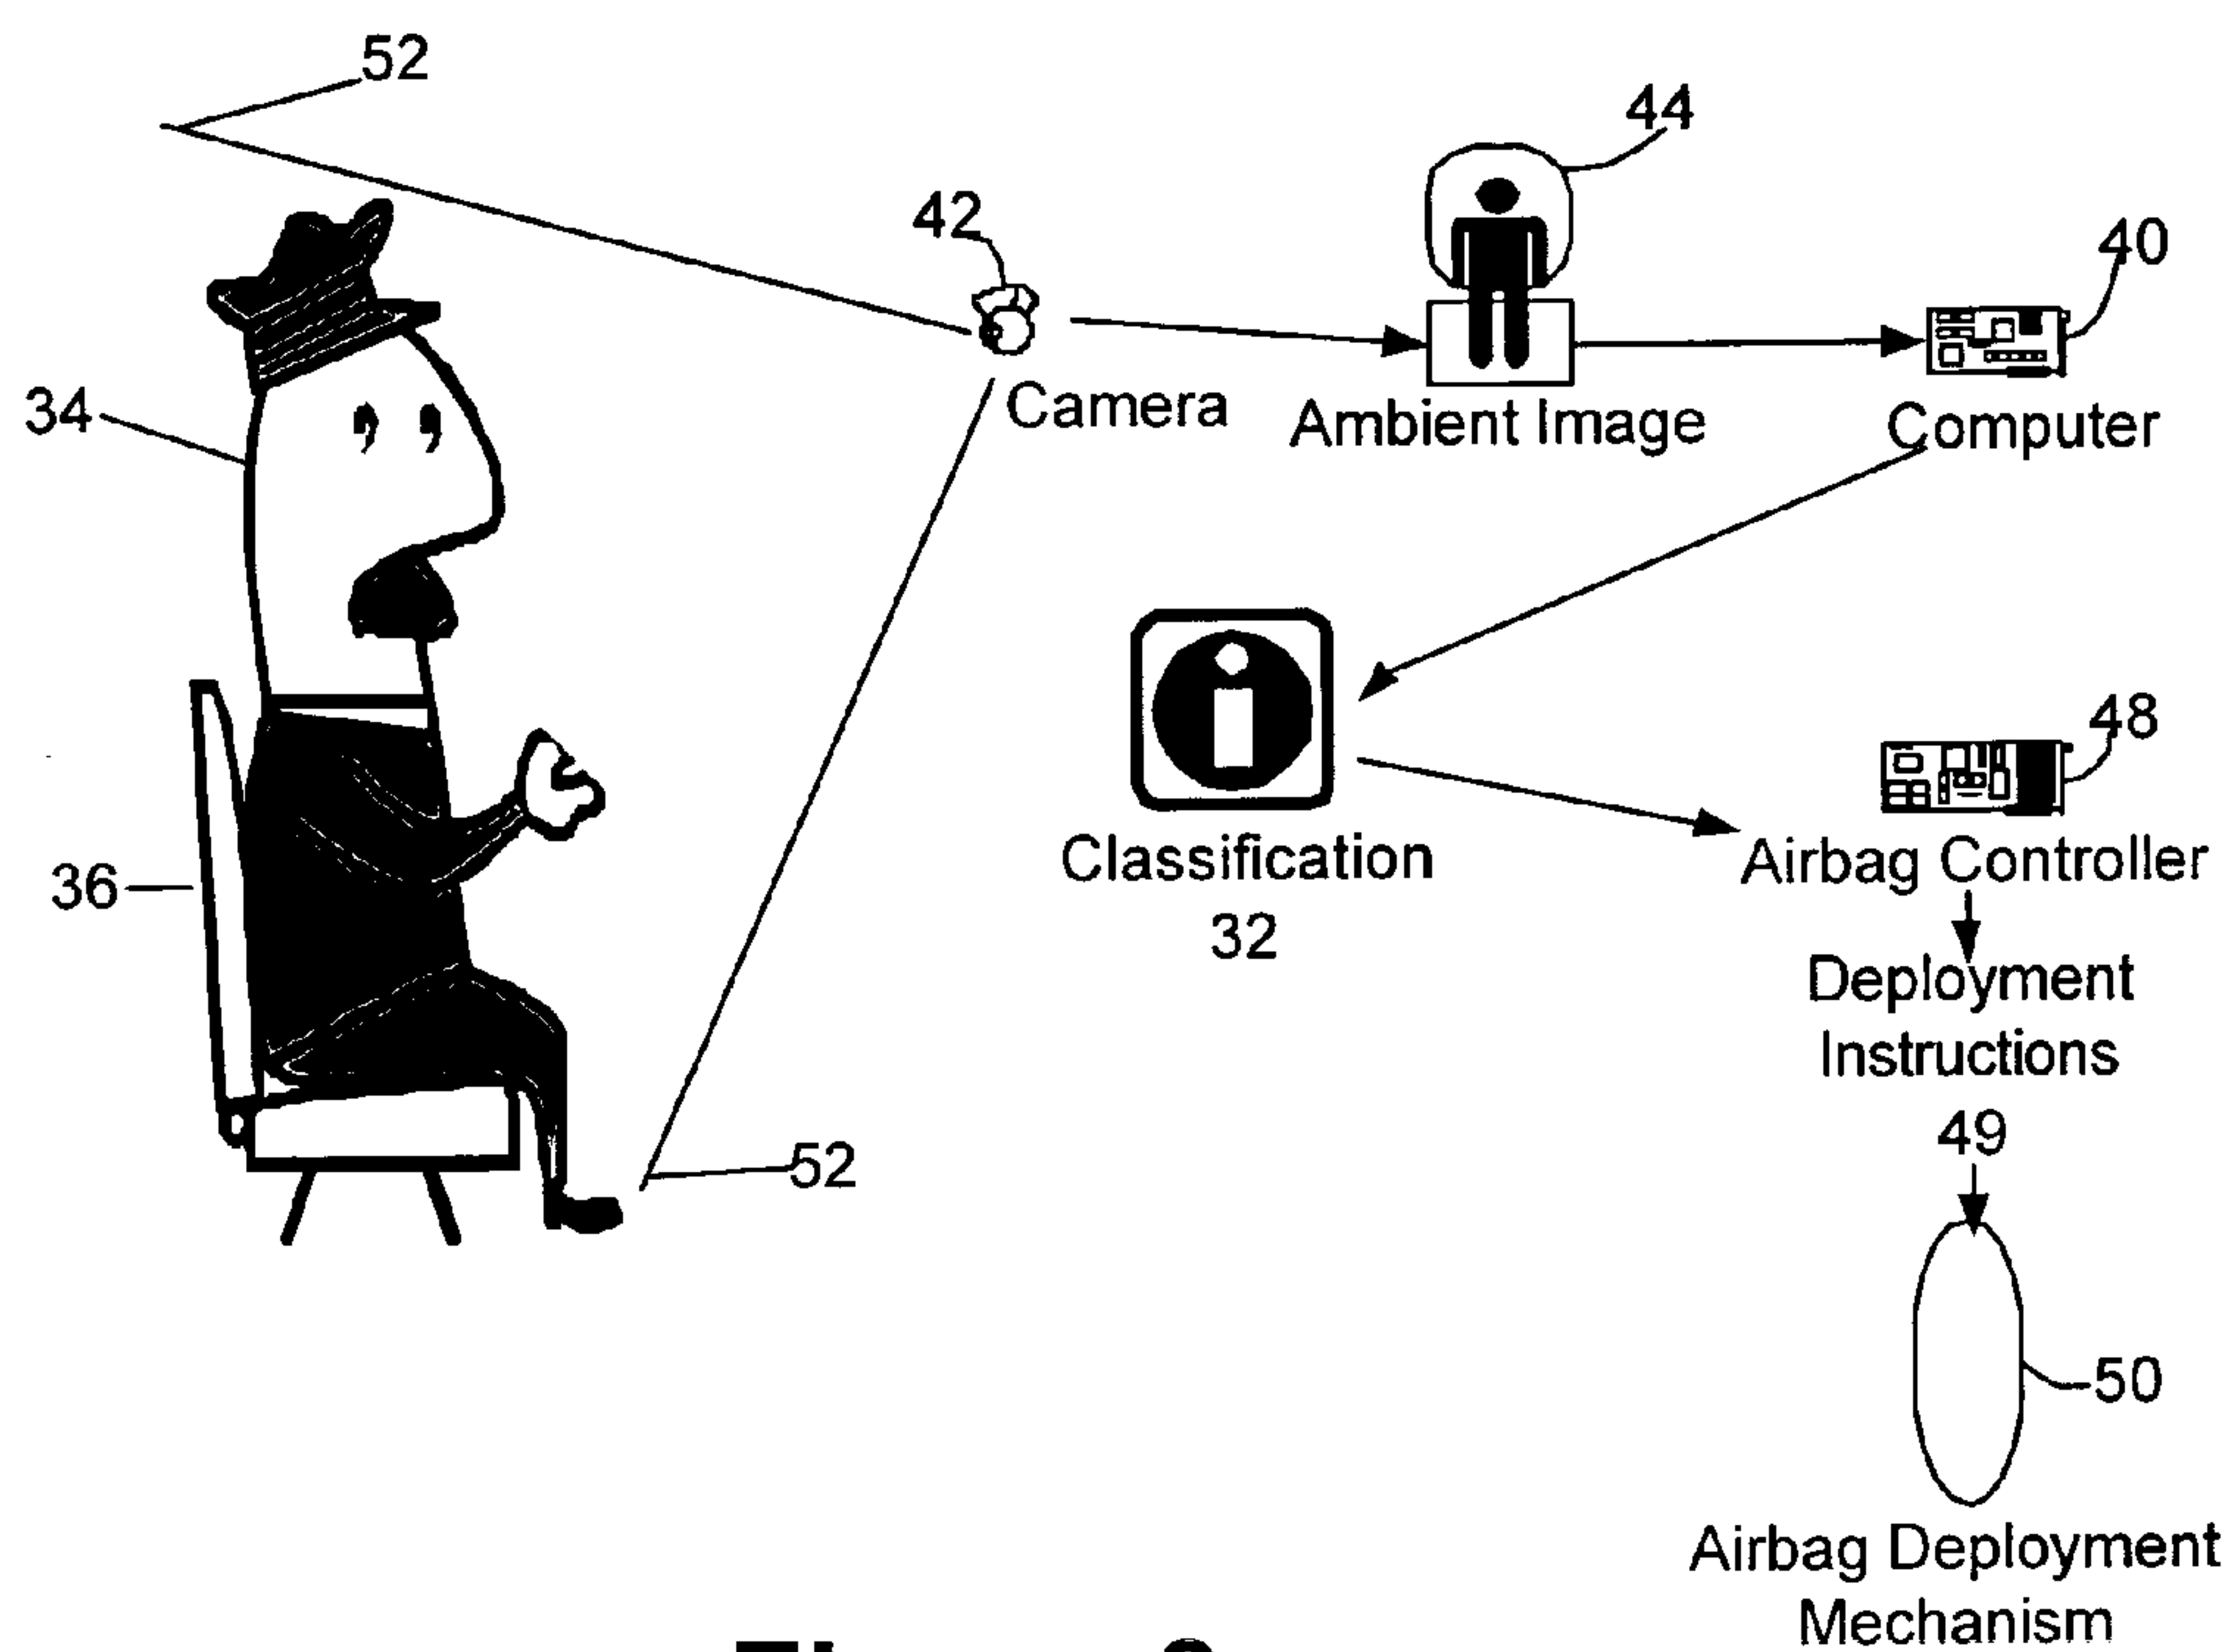 52
44
42
40
34
Camera
Ambient Image
Computer
48
36
Classification
32
Airbag Controller
Deployment
Instructions
49
52
50
Airbag Deployment
Mechanism